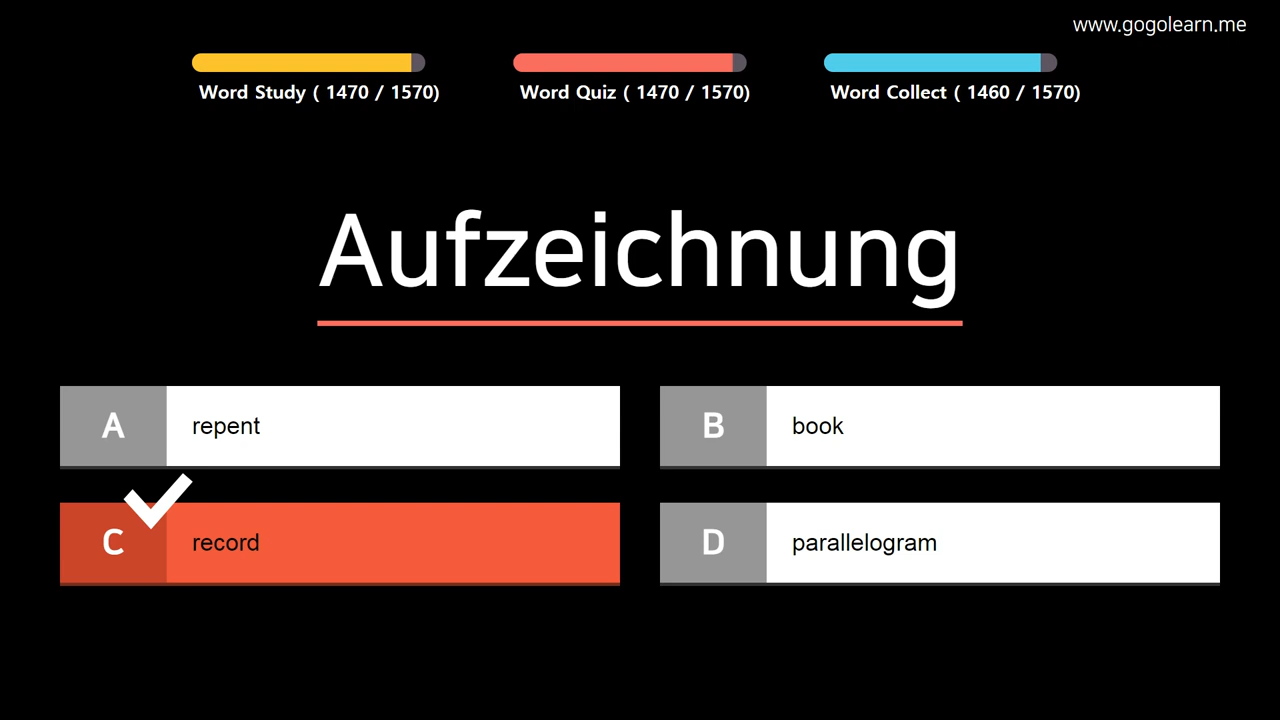 www.gogolearn.me
Word Study ( 1470 / 1570)
Word Quiz ( 1470 / 1570)
Word Collect ( 1460 / 1570)
Aufzeichnung
A repent
B book
C record
D parallelogram